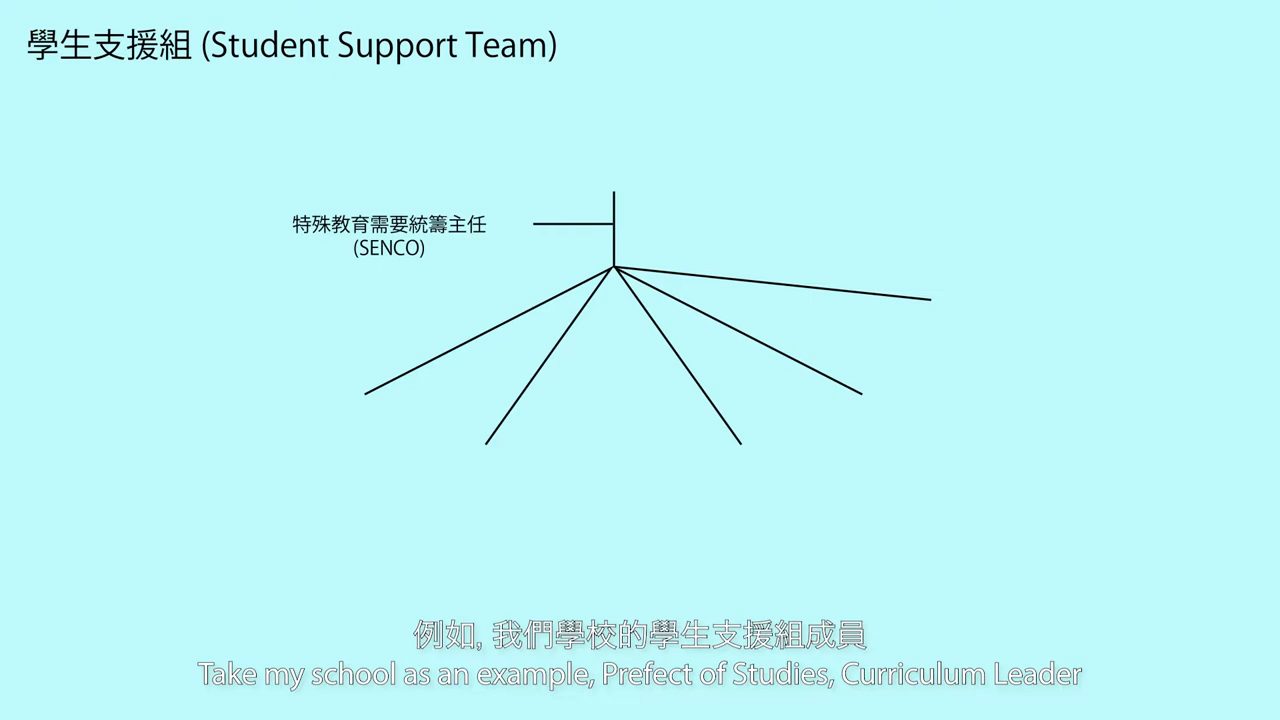 學生支援組 (Student Support Team)
特殊教育需要統籌主任
(SENCO)
例如, 我們學校的學生支援組成員
Take my school as an example, Prefect of Studies, Curriculum Leader